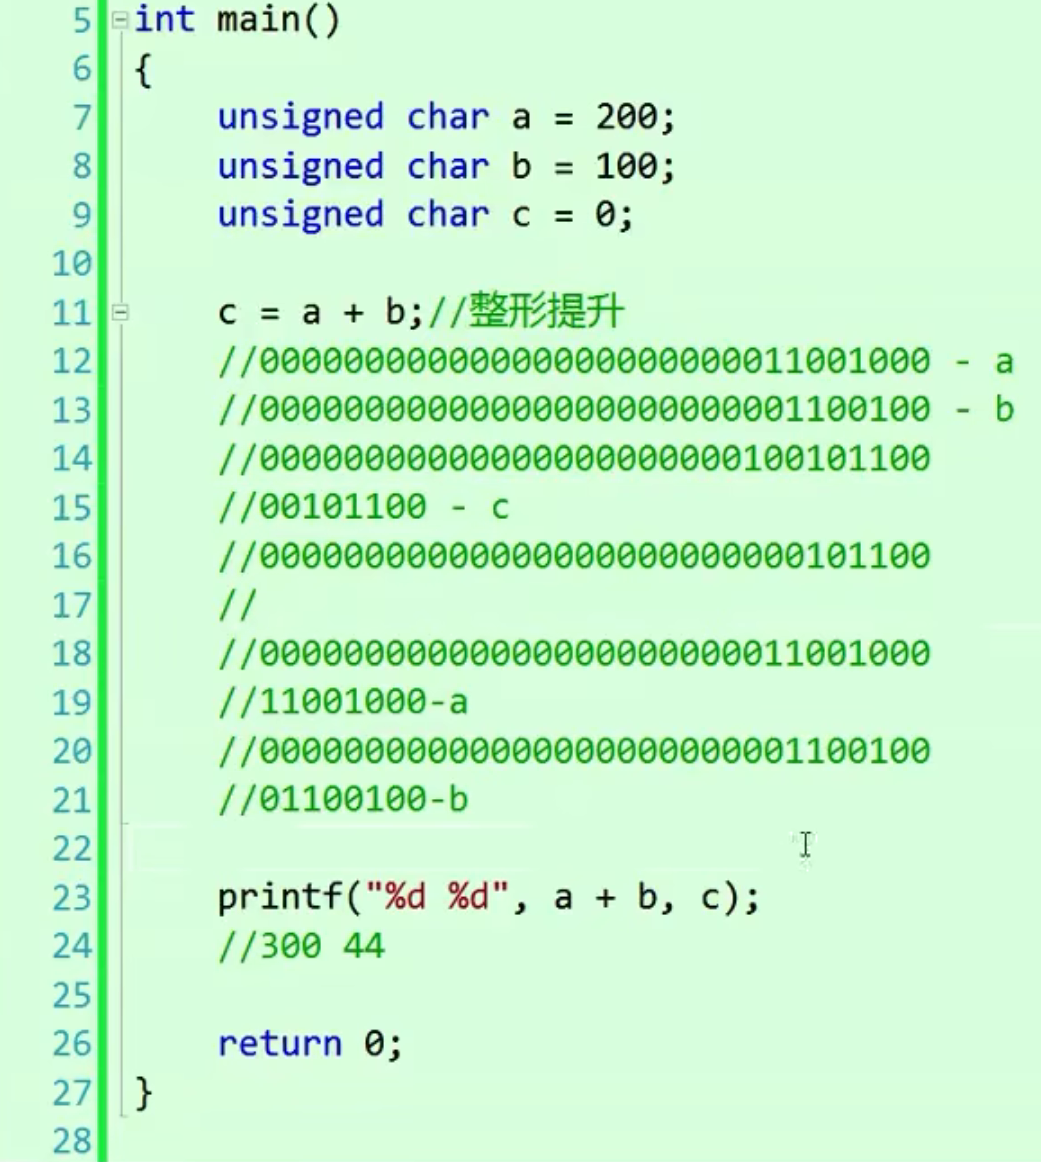 5 int main()
6 {
7 unsigned char a = 200;
8 unsigned char b = 100;
9 unsigned char c = 0;
10
11 c = a + b;//整形提升
12 //00000000000000000000000011001000 - a
13 //00000000000000000000000001100100 - b
14 //00000000000000000000000100101100
15 //00101100 - c
16 //00000000000000000000000000101100
17 //
18 //00000000000000000000000011001000
19 //11001000-a
20 //00000000000000000000000001100100
21 //01100100-b
22
23 printf("%d %d", a + b, c);
24 //300 44
25
26 return 0;
27 }
28